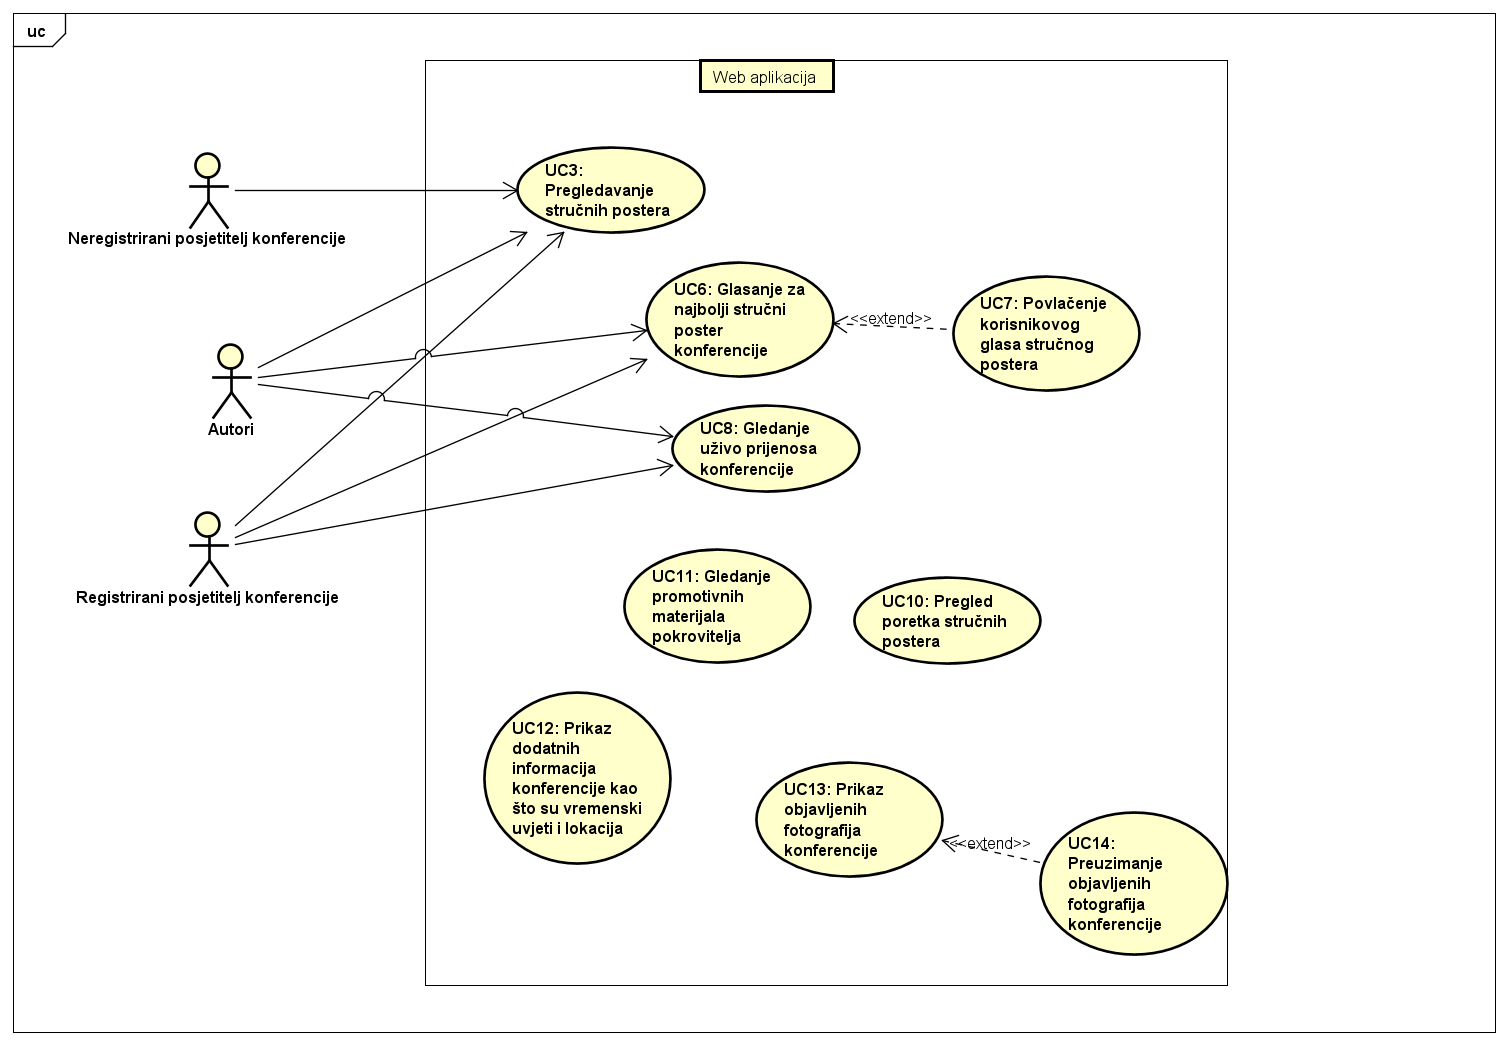 uc
Web aplikacija
Neregistrirani posjetitelj konferencije
UC3:
Pregledavanje
stručnih postera
Autori
UC6: Glasanje za
najbolji stručni
poster
konferencije
<<extend>>
UC7: Povlačenje
korisnikovog
glasa stručnog
postera
UC8: Gledanje
uživo prijenosa
konferencije
Registrirani posjetitelj konferencije
UC11: Gledanje
promotivnih
materijala
pokrovitelja
UC10: Pregled
poretka stručnih
postera
UC12: Prikaz
dodatnih
informacija
konferencije kao
što su vremenski
uvjeti i lokacija
UC13: Prikaz
objavljenih
fotografija
konferencije
<<extend>>
UC14:
Preuzimanje
objavljenih
fotografija
konferencije